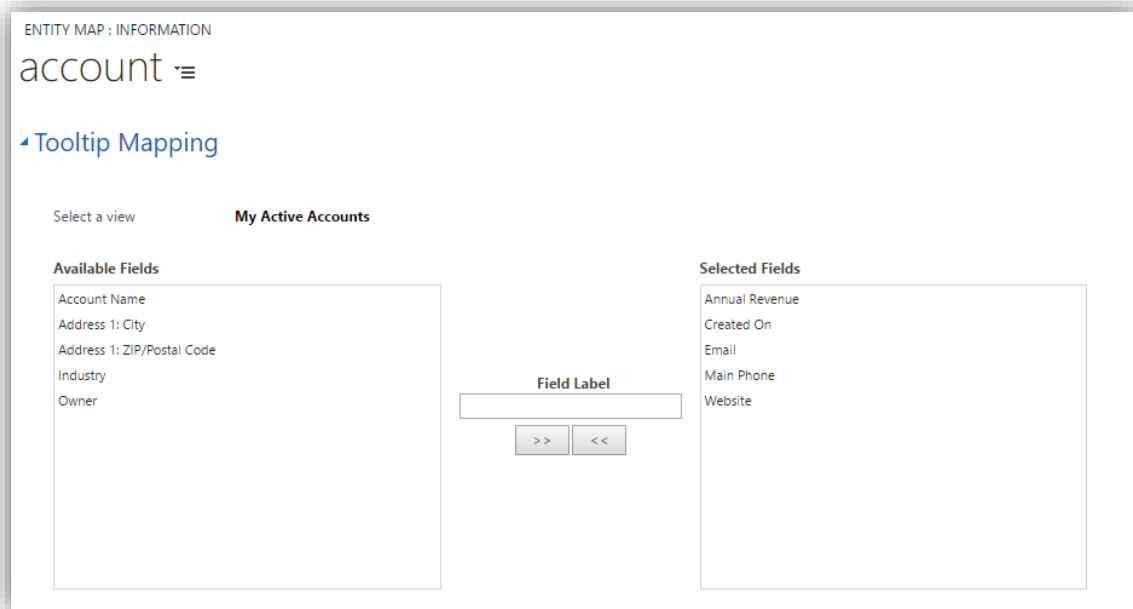 ENTITY MAP : INFORMATION
account
Tooltip Mapping
Select a view My Active Accounts
Available Fields
Account Name
Address 1: City
Address 1: ZIP/Postal Code
Industry
Owner
Field Label
>> <<
Selected Fields
Annual Revenue
Created On
Email
Main Phone
Website